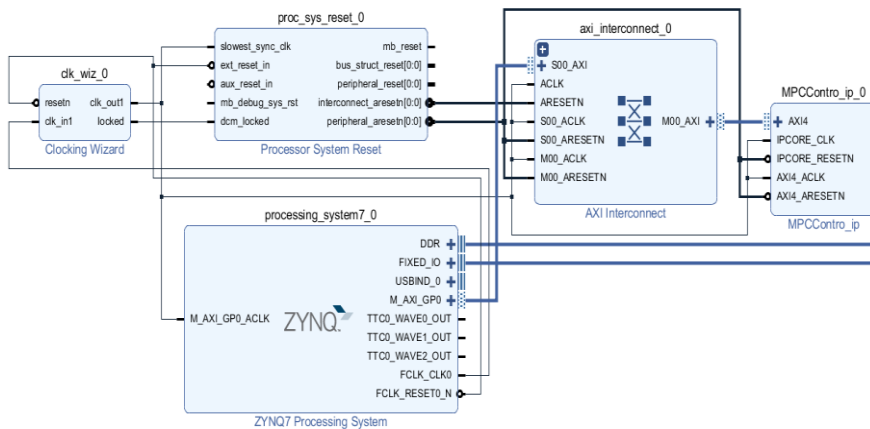 proc_sys_reset_0
slowest_sync_clk
mb_reset
ext_reset_in
bus_struct_reset[0:0]
aux_reset_in
peripheral_reset[0:0]
mb_debug_sys_rst
interconnect_aresetn[0:0]
dcm_locked
peripheral_aresetn[0:0]
Processor System Reset
clk_wiz_0
resetn
clk_out1
clk_in1
locked
Clocking Wizard
axi_interconnect_0
S00_AXI
ACLK
ARESETN
S00_ACLK
M00_AXI
S00_ARESETN
M00_ACLK
M00_ARESETN
AXI Interconnect
MPCContro_ip_0
AXI4
IPCORE_CLK
IPCORE_RESETN
AXI4_ACLK
AXI4_ARESETN
MPCContro_ip
processing_system7_0
DDR
FIXED_IO
USBIND_0
M_AXI_GP0
M_AXI_GP0_ACLK
ZYNQ.
TTC0_WAVE0_OUT
TTC0_WAVE1_OUT
TTC0_WAVE2_OUT
FCLK_CLK0
FCLK_RESET0_N
ZYNQ7 Processing System